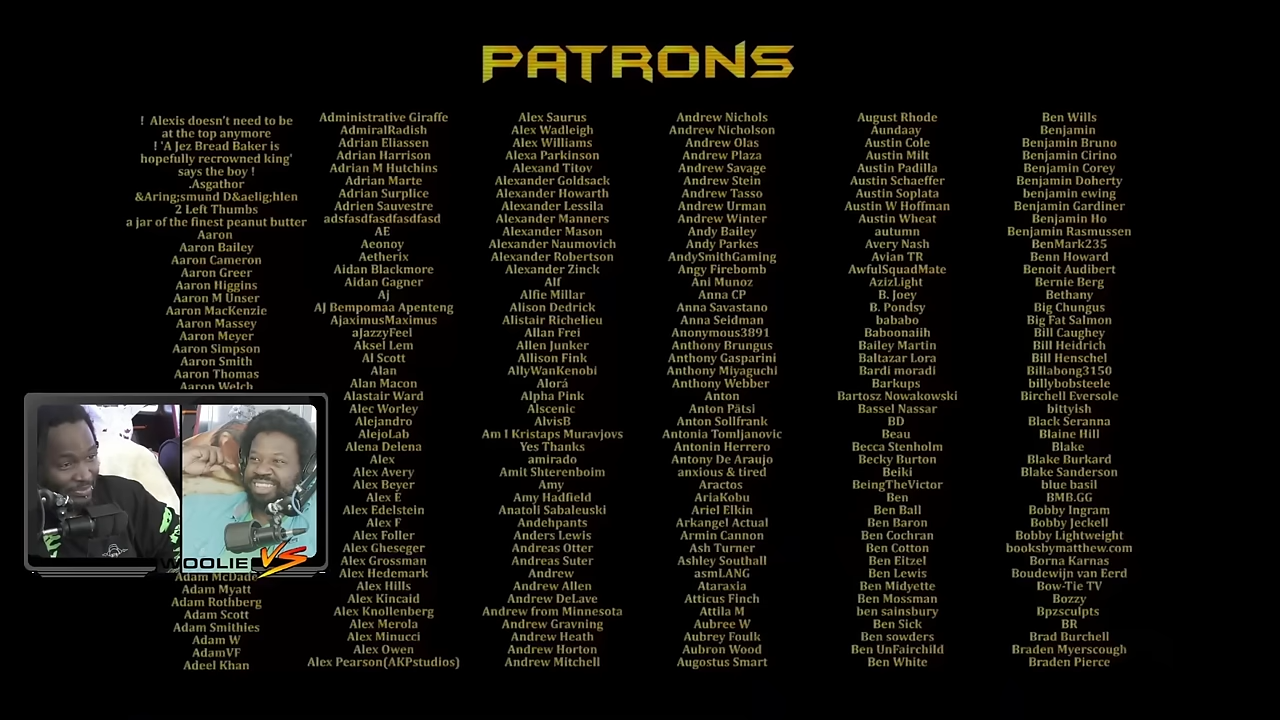 PATRONS
! Alexis doesn't need to be
at the top anymore
! 'A Jez Bread Baker is
hopefully recrowned king'
says the boy !
.Asgathor
&Aring;smund D&aelig;hlen
2 Left Thumbs
a jar of the finest peanut butter
Aaron
Aaron Bailey
Aaron Cameron
Aaron Greer
Aaron Higgins
Aaron M Unser
Aaron MacKenzie
Aaron Massey
Aaron Meyer
Aaron Simpson
Aaron Smith
Aaron Thomas
Aaron Welch
WOOLIE VS
Adam McDade
Adam Myatt
Adam Rothberg
Adam Scott
Adam Smithies
Adam W
AdamVF
Adeel Khan
Administrative Giraffe
AdmiralRadish
Adrian Eliassen
Adrian Harrison
Adrian M Hutchins
Adrian Marte
Adrian Surplice
Adrien Sauvestre
adsfasdfasdfasdfasd
AE
Aeonoy
Aetherix
Aidan Blackmore
Aidan Gagner
Aj
AJ Bempomaa Apenteng
AjaximusMaximus
aJazzyFeel
Aksel Lem
Al Scott
Alan
Alan Macon
Alastair Ward
Alec Worley
Alejandro
AlejoLab
Alena Delena
Alex
Alex Avery
Alex Beyer
Alex E
Alex Edelstein
Alex F
Alex Foller
Alex Gheseger
Alex Grossman
Alex Hedemark
Alex Hills
Alex Kincaid
Alex Knollenberg
Alex Merola
Alex Minucci
Alex Owen
Alex Pearson(AKPstudios)
Alex Saurus
Alex Wadleigh
Alex Williams
Alexa Parkinson
Alexand Titov
Alexander Goldsack
Alexander Howarth
Alexander Lessila
Alexander Manners
Alexander Mason
Alexander Naumovich
Alexander Robertson
Alexander Zinck
Alf
Alfie Millar
Alison Dedrick
Alistair Richelieu
Allan Frei
Allen Junker
Allison Fink
AllyWanKenobi
Alorá
Alpha Pink
Alscenic
AlvisB
Am I Kristaps Muravjovs
Yes Thanks
amirado
Amit Shterenboim
Amy
Amy Hadfield
Anatoli Sabaleuski
Andehpants
Anders Lewis
Andreas Otter
Andreas Suter
Andrew
Andrew Allen
Andrew DeLave
Andrew from Minnesota
Andrew Gravning
Andrew Heath
Andrew Horton
Andrew Mitchell
Andrew Nichols
Andrew Nicholson
Andrew Olas
Andrew Plaza
Andrew Savage
Andrew Stein
Andrew Tasso
Andrew Urman
Andrew Winter
Andy Bailey
Andy Parkes
AndySmithGaming
Angy Firebomb
Ani Munoz
Anna CP
Anna Savastano
Anna Seidman
Anonymous3891
Anthony Brungus
Anthony Gasparini
Anthony Miyaguchi
Anthony Webber
Anton
Anton Pätsi
Anton Sollfrank
Antonia Tomljanovic
Antonin Herrero
Antony De Araujo
anxious & tired
Aractos
AriaKobu
Ariel Elkin
Arkangel Actual
Armin Cannon
Ash Turner
Ashley Southall
asmLANG
Ataraxia
Atticus Finch
Attila M
Aubree W
Aubrey Foulk
Aubron Wood
Augostus Smart
August Rhode
Aundaay
Austin Cole
Austin Milt
Austin Padilla
Austin Schaeffer
Austin Soplata
Austin W Hoffman
Austin Wheat
autumn
Avery Nash
Avian TR
AwfulSquadMate
AzizLight
B. Joey
B. Pondsy
bababo
Baboonaiih
Bailey Martin
Baltazar Lora
Bardi moradi
Barkups
Bartosz Nowakowski
Bassel Nassar
BD
Beau
Becca Stenholm
Becky Burton
Beiki
BeingTheVictor
Ben
Ben Ball
Ben Baron
Ben Cochran
Ben Cotton
Ben Eitzel
Ben Lewis
Ben Midyette
Ben Mossman
ben sainsbury
Ben Sick
Ben sowders
Ben UnFairchild
Ben White
Ben Wills
Benjamin
Benjamin Bruno
Benjamin Cirino
Benjamin Corey
Benjamin Doherty
benjamin ewing
Benjamin Gardiner
Benjamin Ho
Benjamin Rasmussen
BenMark235
Benn Howard
Benoit Audibert
Bernie Berg
Bethany
Big Chungus
Big Fat Salmon
Bill Caughey
Bill Heidrich
Bill Henschel
Billabong3150
billybobsteele
Birchell Eversole
bittyish
Black Seranna
Blaine Hill
Blake
Blake Burkard
Blake Sanderson
blue basil
BMB.GG
Bobby Ingram
Bobby Jeckell
Bobby Lightweight
booksbymatthew.com
Borna Karnas
Boudewijn van Eerd
Bow-Tie TV
Bozzy
Bpzsculpts
BR
Brad Burchell
Braden Myerscough
Braden Pierce